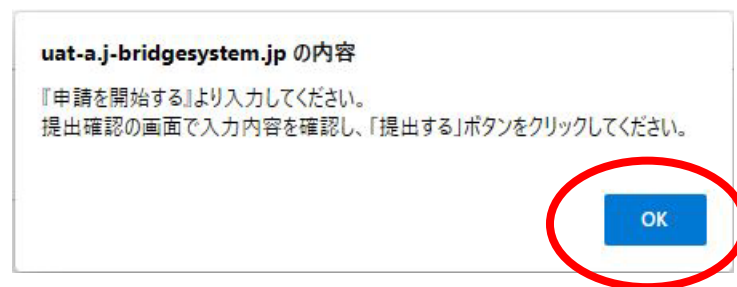 uat-a.j-bridgesystem.jp の内容
『申請を開始する』より入力してください。
提出確認の画面で入力内容を確認し、「提出する」ボタンをクリックしてください。
OK